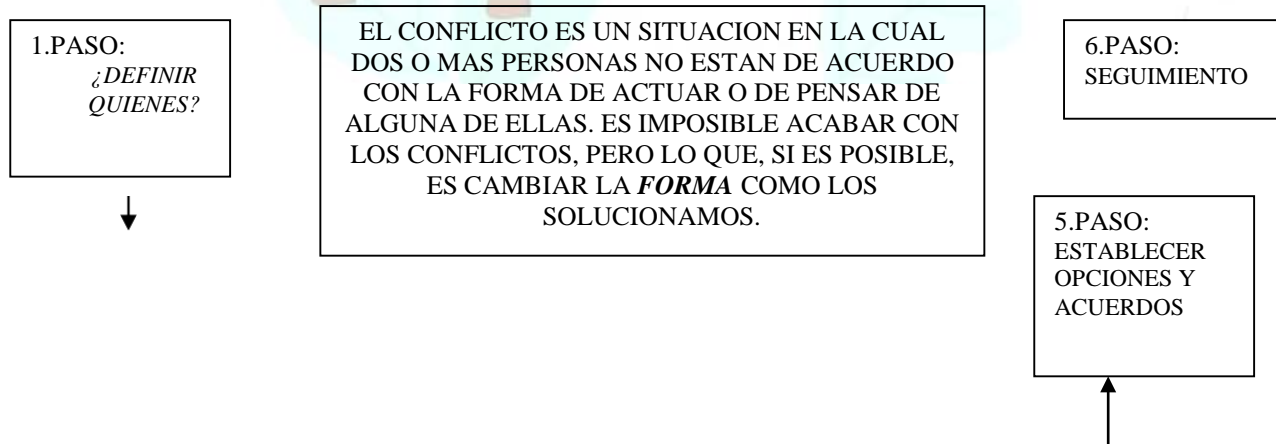 1.PASO:
¿DEFINIR
QUIENES?
EL CONFLICTO ES UN SITUACION EN LA CUAL
DOS O MAS PERSONAS NO ESTAN DE ACUERDO
CON LA FORMA DE ACTUAR O DE PENSAR DE
ALGUNA DE ELLAS. ES IMPOSIBLE ACABAR CON
LOS CONFLICTOS, PERO LO QUE, SI ES POSIBLE,
ES CAMBIAR LA FORMA COMO LOS
SOLUCIONAMOS.
6.PASO:
SEGUIMIENTO
5.PASO:
ESTABLECER
OPCIONES Y
ACUERDOS